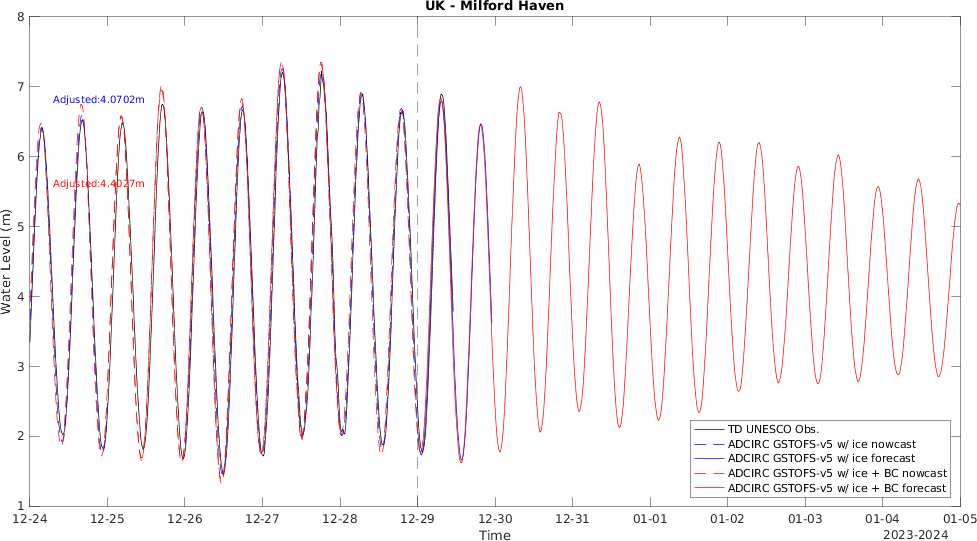 UK - Milford Haven
8
7
6
5
4
3
2
1
Water Level (m)
Adjusted:4.0702m
Adjusted:4.4027m
TD UNESCO Obs.
ADCIRC GSTOFS-v5 w/ ice nowcast
ADCIRC GSTOFS-v5 w/ ice forecast
ADCIRC GSTOFS-v5 w/ ice + BC nowcast
ADCIRC GSTOFS-v5 w/ ice + BC forecast
12-24 12-25 12-26 12-27 12-28 12-29 12-30 12-31 01-01 01-02 01-03 01-04 01-05
Time
2023-2024